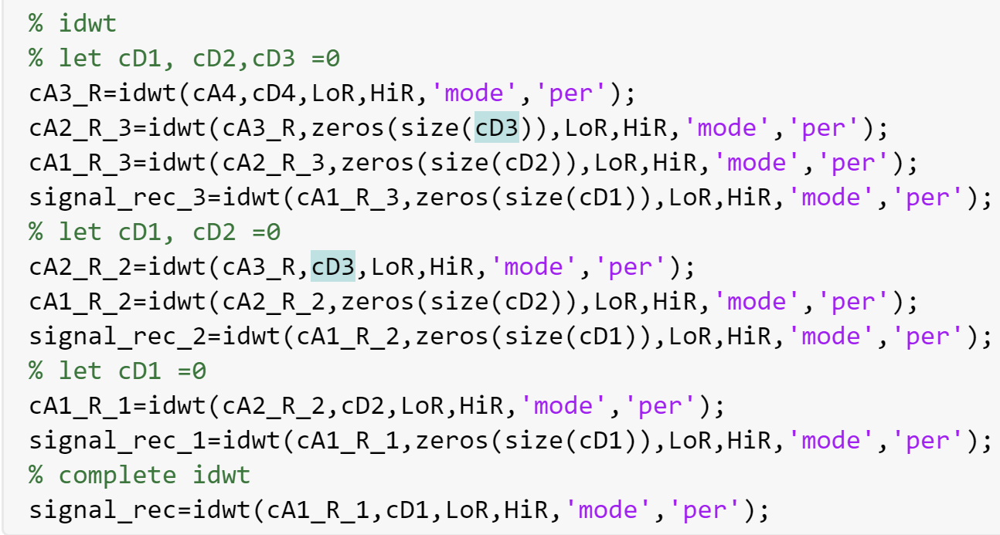 % idwt
% let cD1, cD2,cD3 =0
cA3_R=idwt(cA4,cD4,LoR,HiR,'mode','per');
cA2_R_3=idwt(cA3_R,zeros(size(cD3)),LoR,HiR,'mode','per');
cA1_R_3=idwt(cA2_R_3,zeros(size(cD2)),LoR,HiR,'mode','per');
signal_rec_3=idwt(cA1_R_3,zeros(size(cD1)),LoR,HiR,'mode','per');
% let cD1, cD2 =0
cA2_R_2=idwt(cA3_R,cD3,LoR,HiR,'mode','per');
cA1_R_2=idwt(cA2_R_2,zeros(size(cD2)),LoR,HiR,'mode','per');
signal_rec_2=idwt(cA1_R_2,zeros(size(cD1)),LoR,HiR,'mode','per');
% let cD1 =0
cA1_R_1=idwt(cA2_R_2,cD2,LoR,HiR,'mode','per');
signal_rec_1=idwt(cA1_R_1,zeros(size(cD1)),LoR,HiR,'mode','per');
% complete idwt
signal_rec=idwt(cA1_R_1,cD1,LoR,HiR,'mode','per');